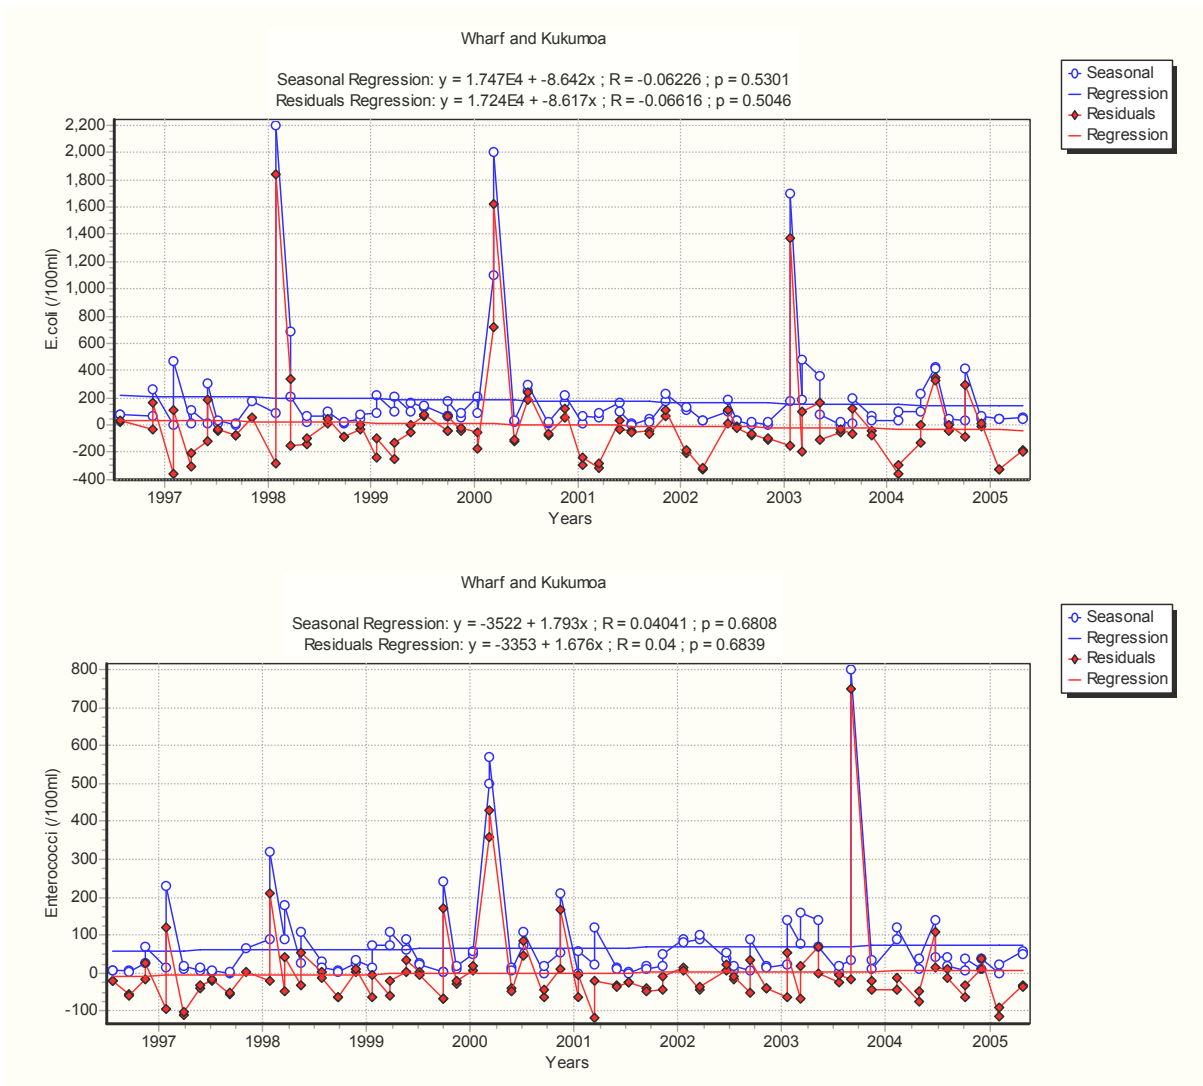 Wharf and Kukumoa
Seasonal Regression: y = 1.747E4 + -8.642x ; R = -0.06226 ; p = 0.5301
Residuals Regression: y = 1.724E4 + -8.617x ; R = -0.06616 ; p = 0.5046
Seasonal
Regression
Residuals
Regression
E.coli (/100ml)
2,200
2,000
1,800
1,600
1,400
1,200
1,000
800
600
400
200
0
-200
-400
1997 1998 1999 2000 2001 2002 2003 2004 2005
Years
Wharf and Kukumoa
Seasonal Regression: y = -3522 + 1.793x ; R = 0.04041 ; p = 0.6808
Residuals Regression: y = -3353 + 1.676x ; R = 0.04 ; p = 0.6839
Seasonal
Regression
Residuals
Regression
Enterococci (/100ml)
800
700
600
500
400
300
200
100
0
-100
1997 1998 1999 2000 2001 2002 2003 2004 2005
Years